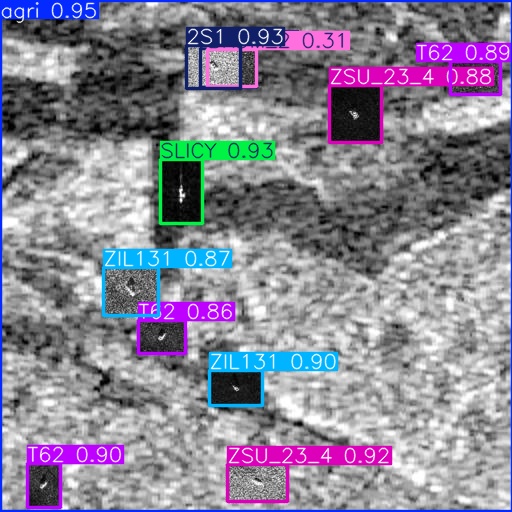 agri 0.95
2S1 0.93
2 0.31
T62 0.89
ZSU_23_4 0.88
SLICY 0.93
ZIL131 0.87
T62 0.86
ZIL131 0.90
T62 0.90
ZSU_23_4 0.92